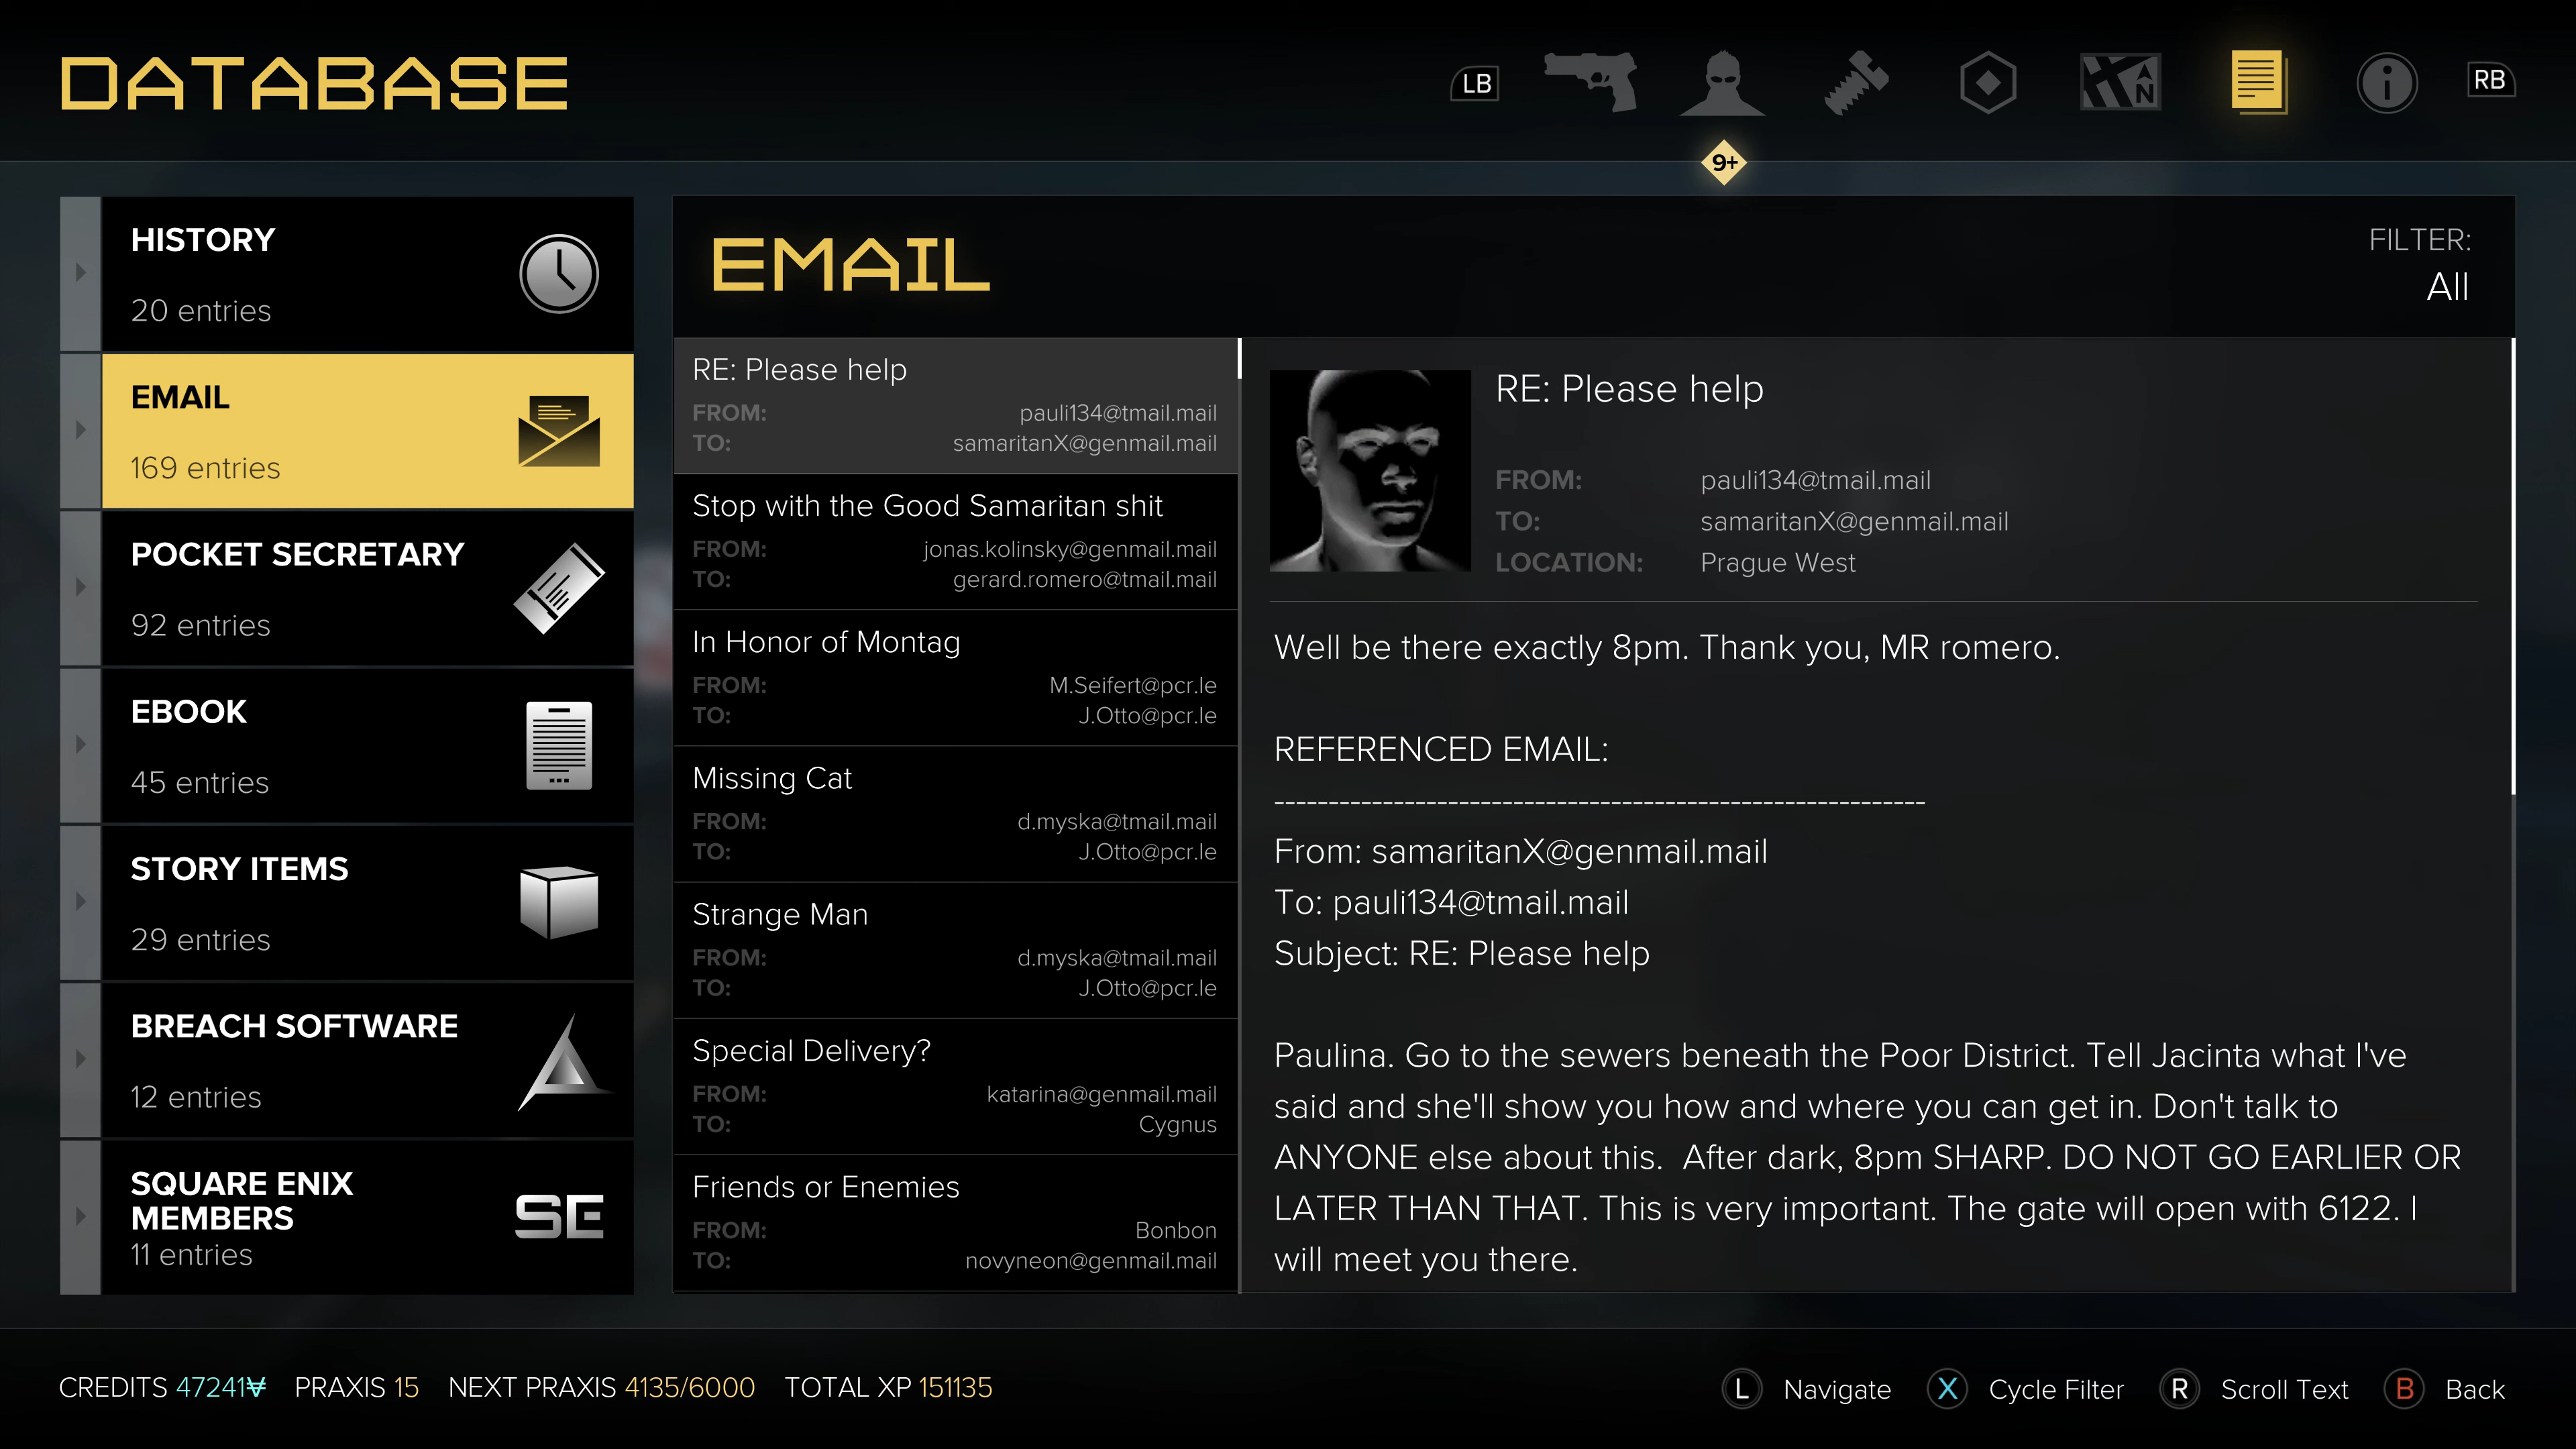 DATABASE
LB
N
RB
9+
HISTORY
20 entries
EMAIL
169 entries
POCKET SECRETARY
92 entries
EBOOK
45 entries
STORY ITEMS
29 entries
BREACH SOFTWARE
12 entries
SQUARE ENIX
MEMBERS
11 entries
SE
EMAIL
FILTER:
All
RE: Please help
FROM: pauli134@tmail.mail
TO: samaritanX@genmail.mail
Stop with the Good Samaritan shit
FROM: jonas.kolinsky@genmail.mail
TO: gerard.romero@tmail.mail
In Honor of Montag
FROM: M.Seifert@pcr.le
TO: J.Otto@pcr.le
Missing Cat
FROM: d.myska@tmail.mail
TO: J.Otto@pcr.le
Strange Man
FROM: d.myska@tmail.mail
TO: J.Otto@pcr.le
Special Delivery?
FROM: katarina@genmail.mail
TO: Cygnus
Friends or Enemies
FROM: Bonbon
TO: novyneon@genmail.mail
RE: Please help
FROM: pauli134@tmail.mail
TO: samaritanX@genmail.mail
LOCATION: Prague West
Well be there exactly 8pm. Thank you, MR romero.
REFERENCED EMAIL:
------------------------------------------------------------
From: samaritanX@genmail.mail
To: pauli134@tmail.mail
Subject: RE: Please help
Paulina. Go to the sewers beneath the Poor District. Tell Jacinta what I've
said and she'll show you how and where you can get in. Don't talk to
ANYONE else about this.  After dark, 8pm SHARP. DO NOT GO EARLIER OR
LATER THAN THAT. This is very important. The gate will open with 6122. I
will meet you there.
CREDITS 47241₩ PRAXIS 15 NEXT PRAXIS 4135/6000 TOTAL XP 151135
L Navigate X Cycle Filter R Scroll Text B Back